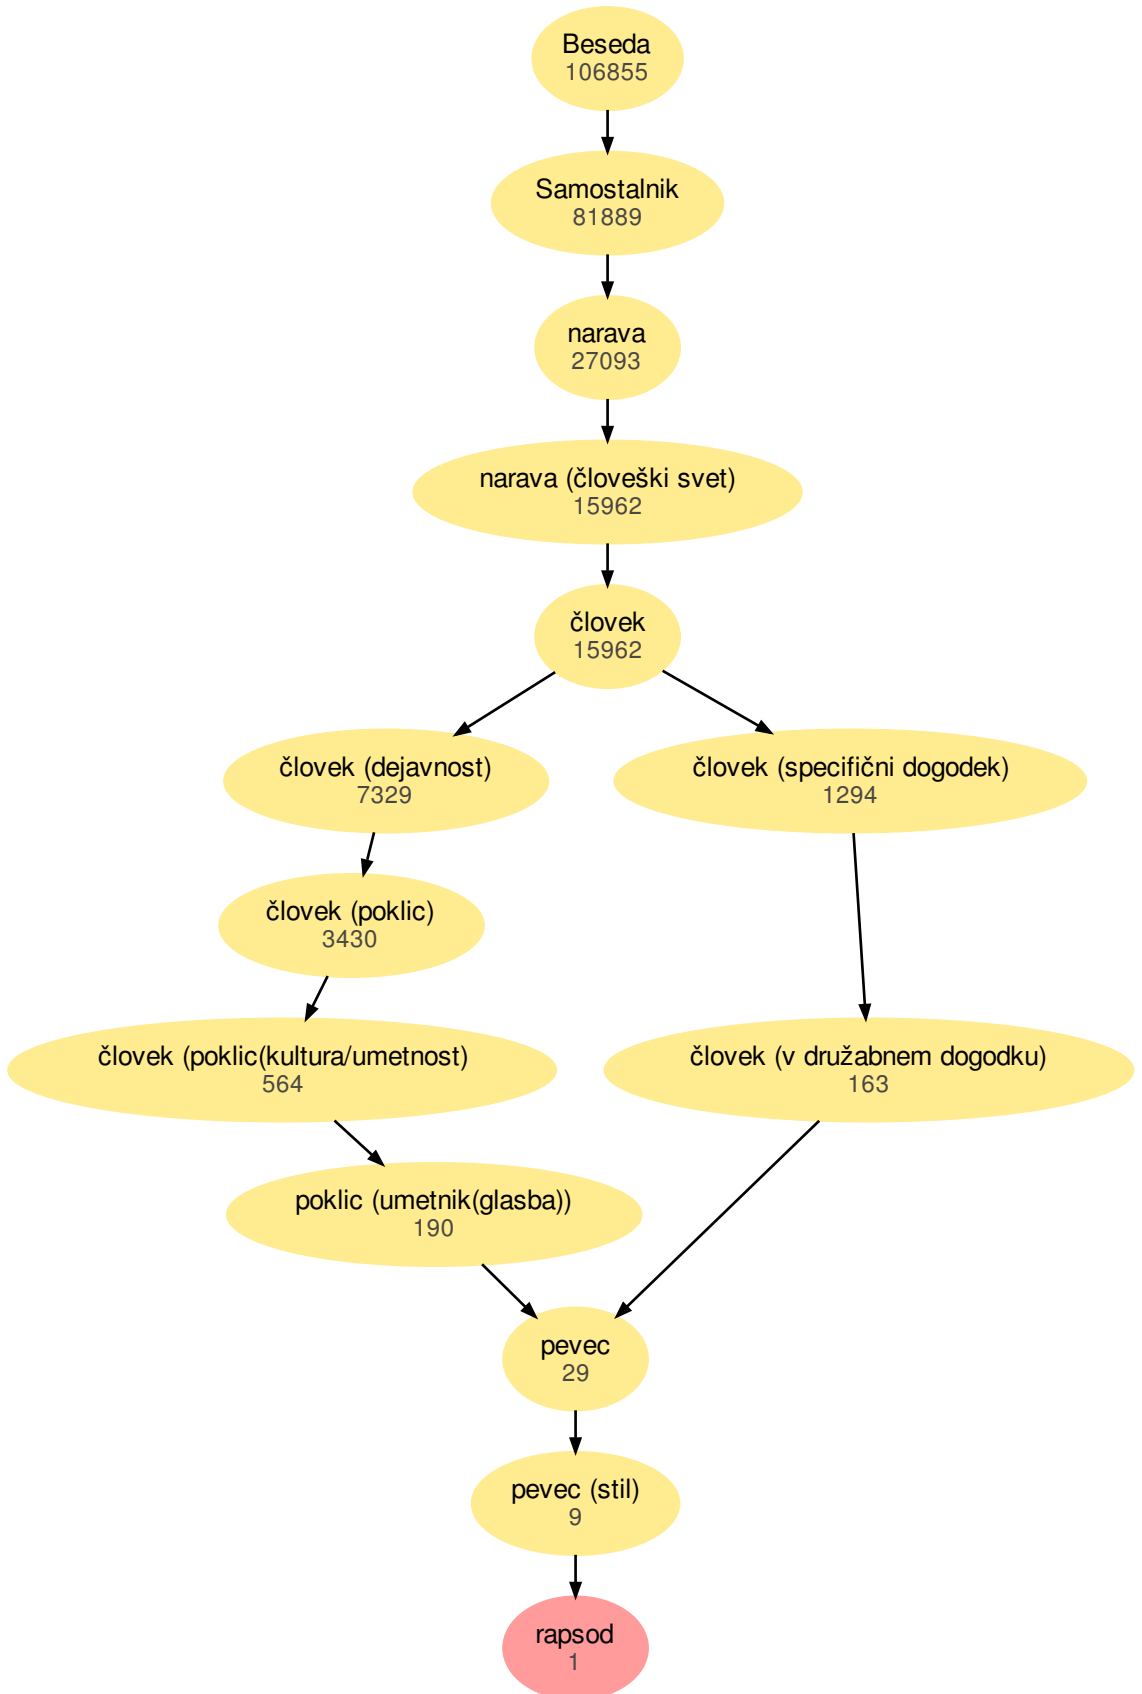 Beseda
106855
Samostalnik
81889
narava
27093
narava (človeški svet)
15962
človek
15962
človek (dejavnost)
7329
človek (specifični dogodek)
1294
človek (poklic)
3430
človek (poklic(kultura/umetnost)
564
človek (v družabnem dogodku)
163
poklic (umetnik(glasba))
190
pevec
29
pevec (stil)
9
rapsod
1